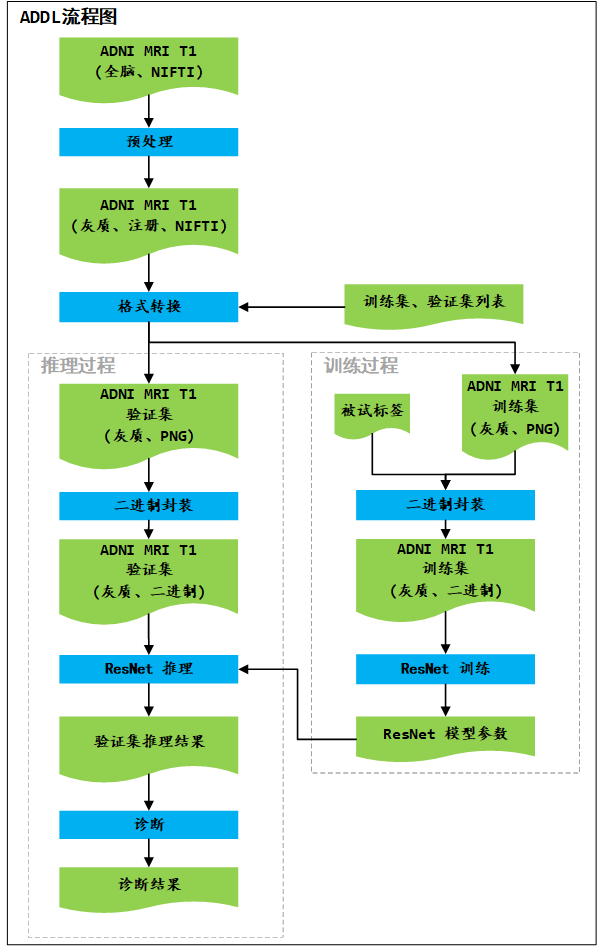 ADDL流程图
ADNI MRI T1
(全脑、NIFTI)
预处理
ADNI MRI T1
(灰质、注册、NIFTI)
格式转换
训练集、验证集列表
推理过程
ADNI MRI T1
验证集
(灰质、PNG)
二进制封装
ADNI MRI T1
验证集
(灰质、二进制)
ResNet 推理
验证集推理结果
诊断
诊断结果
训练过程
被试标签
ADNI MRI T1
训练集
(灰质、PNG)
二进制封装
ADNI MRI T1
训练集
(灰质、二进制)
ResNet 训练
ResNet 模型参数